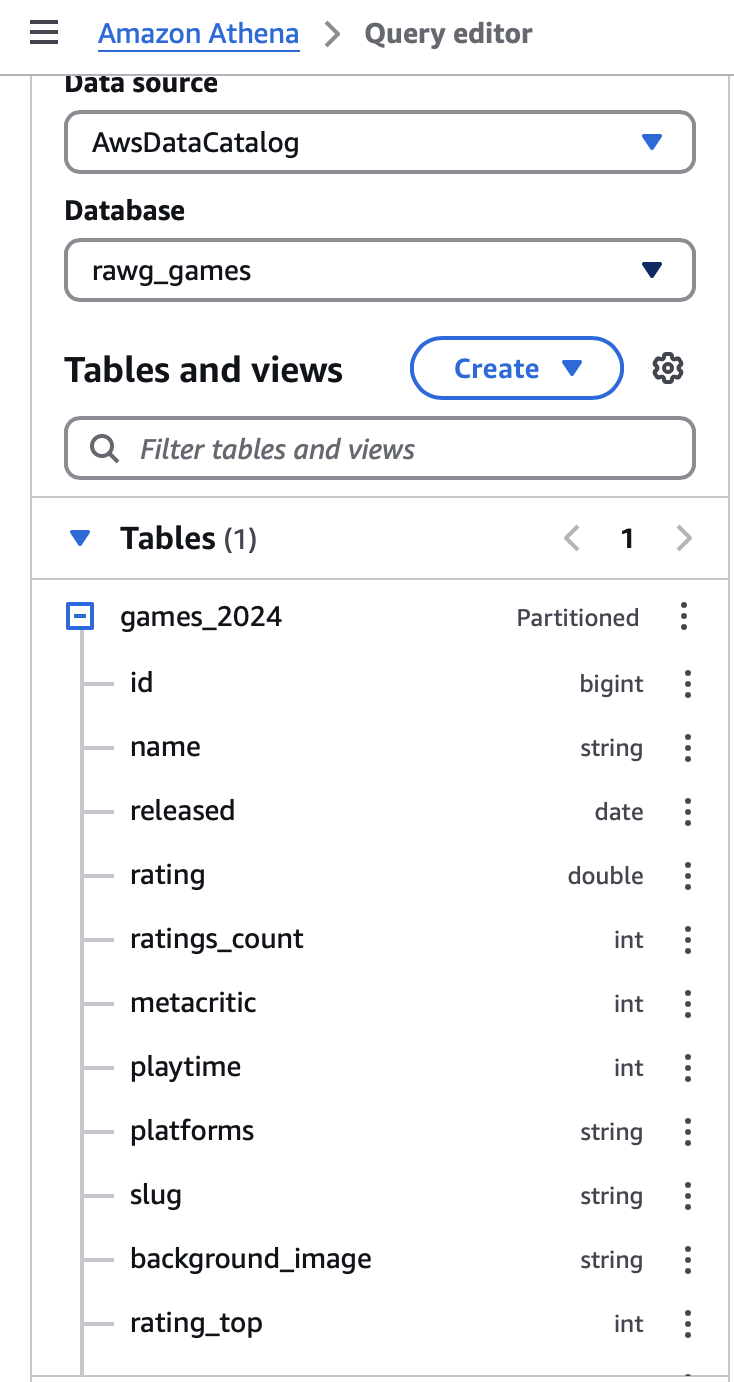 Amazon Athena > Query editor
Data source
AwsDataCatalog
Database
rawg_games
Tables and views Create
Filter tables and views
Tables (1) 1
games_2024 Partitioned
id bigint
name string
released date
rating double
ratings_count int
metacritic int
playtime int
platforms string
slug string
background_image string
rating_top int